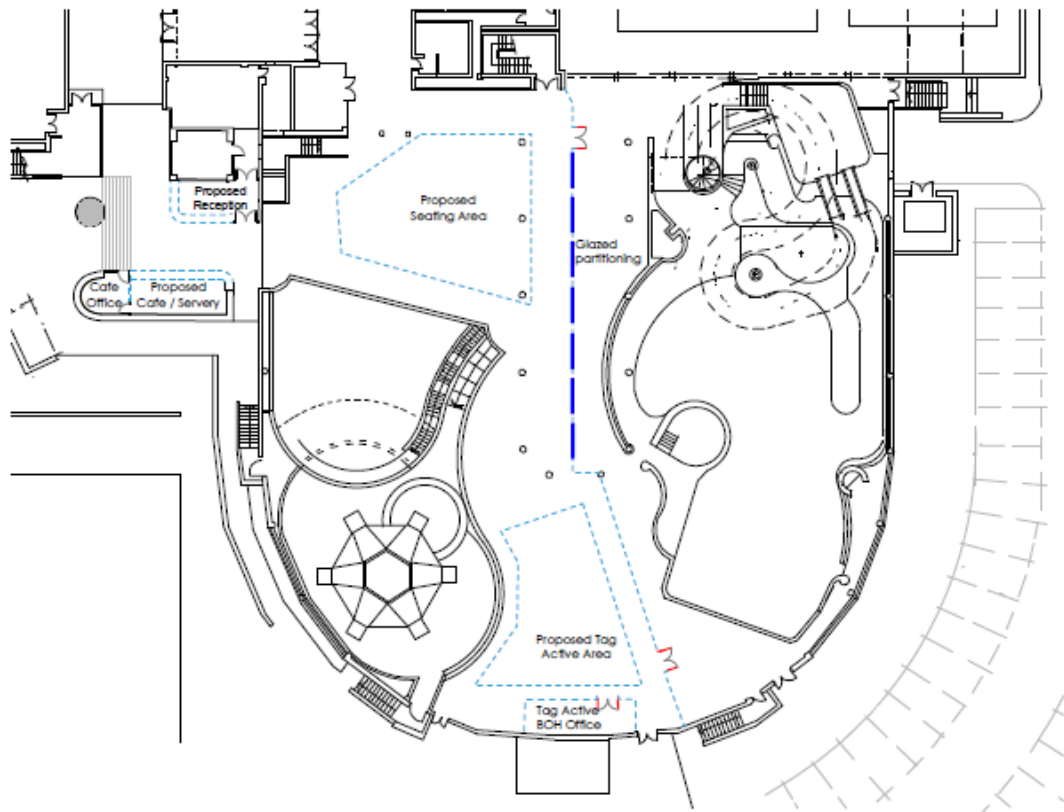 Proposed
Reception
Proposed
Seating Area
Glazed
partitioning
Cafe
Office
Proposed
Cafe / Servery
Proposed Tag
Active Area
Tag Active
BOH Office